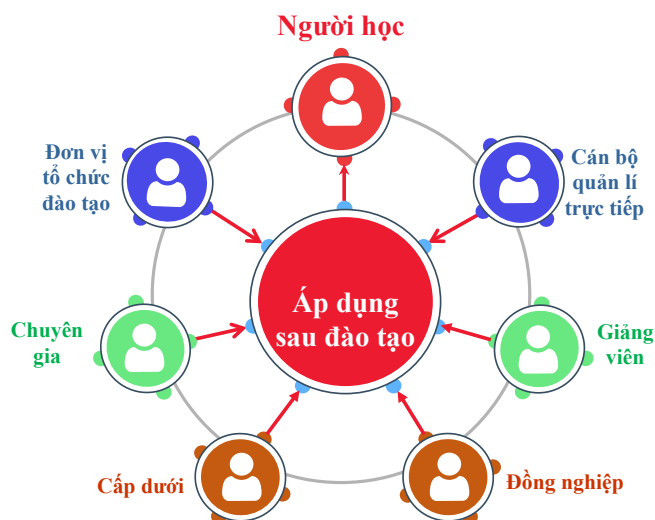 Người học
Đơn vị
tổ chức
đào tạo
Cán bộ
quản lí
trực tiếp
Áp dụng
sau đào tạo
Chuyên
gia
Giảng
viên
Cấp dưới
Đồng nghiệp